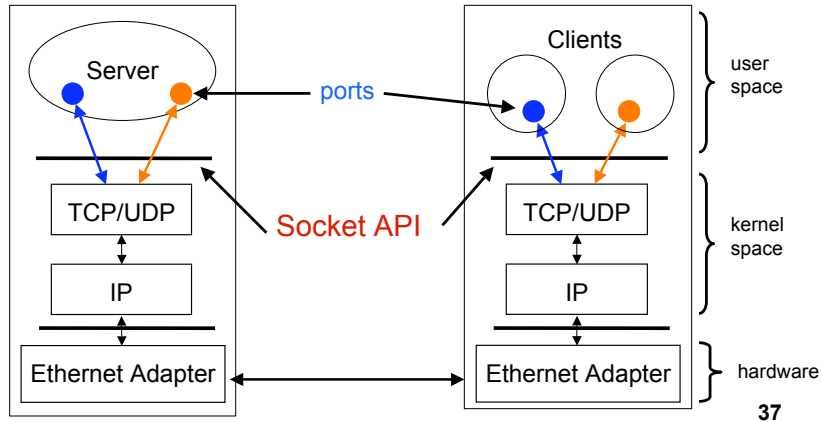 Server
Clients
ports
user
space
TCP/UDP
Socket API
TCP/UDP
kernel
space
IP
IP
Ethernet Adapter
Ethernet Adapter
hardware
37